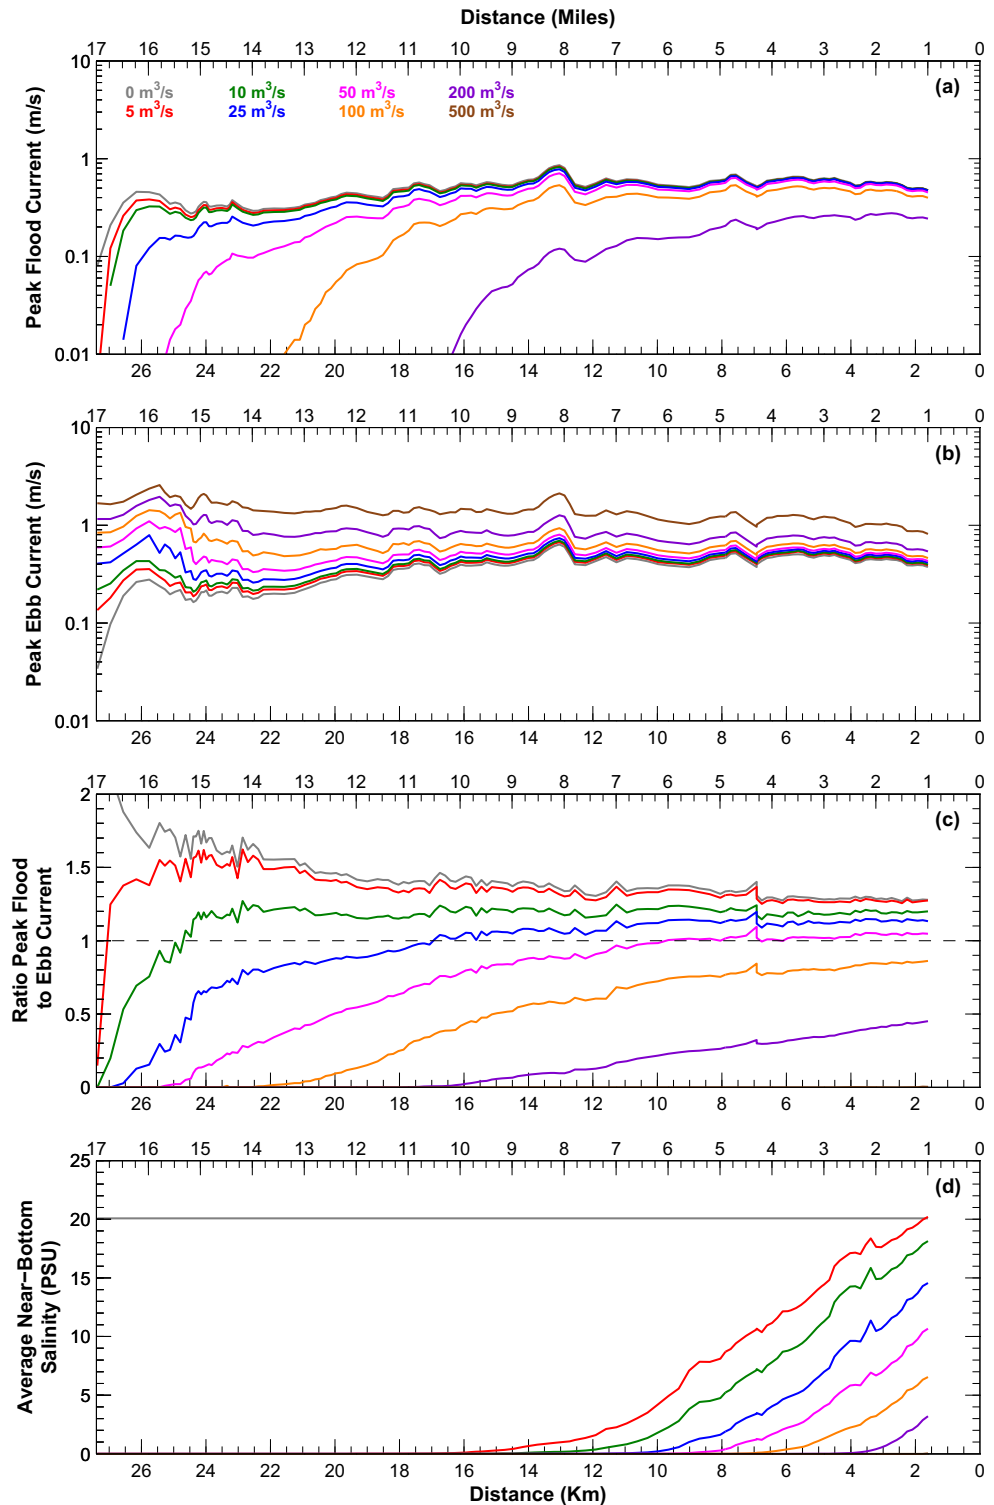 Distance (Miles)
17 16 15 14 13 12 11 10 9 8 7 6 5 4 3 2 1 0
10
(a)
0 m³/s 10 m³/s 50 m³/s 200 m³/s
5 m³/s 25 m³/s 100 m³/s 500 m³/s
1
0.1
0.01
Peak Flood Current (m/s)
26 24 22 20 18 16 14 12 10 8 6 4 2 0
17 16 15 14 13 12 11 10 9 8 7 6 5 4 3 2 1 0
10
(b)
1
0.1
0.01
Peak Ebb Current (m/s)
26 24 22 20 18 16 14 12 10 8 6 4 2 0
17 16 15 14 13 12 11 10 9 8 7 6 5 4 3 2 1 0
2
(c)
1.5
1
0.5
0
Ratio Peak Flood
to Ebb Current
26 24 22 20 18 16 14 12 10 8 6 4 2 0
17 16 15 14 13 12 11 10 9 8 7 6 5 4 3 2 1 0
25
(d)
20
15
10
5
0
Average Near−Bottom
Salinity (PSU)
26 24 22 20 18 16 14 12 10 8 6 4 2 0
Distance (Km)